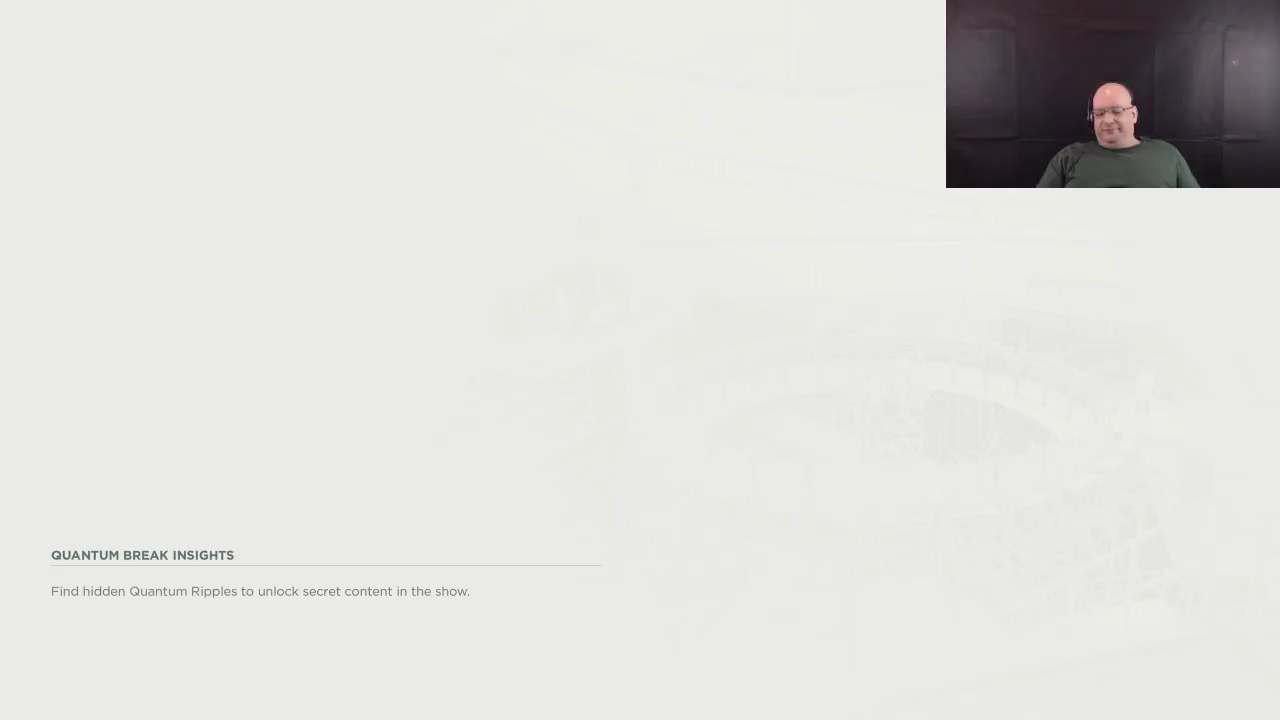 QUANTUM BREAK INSIGHTS
Find hidden Quantum Ripples to unlock secret content in the show.